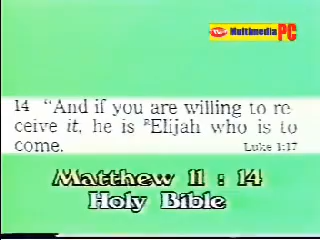 Multimedia PC
14 "And if you are willing to re
ceive it, he is ᴿElijah who is to
come. Luke 1:17
Matthew 11 : 14
Holy Bible